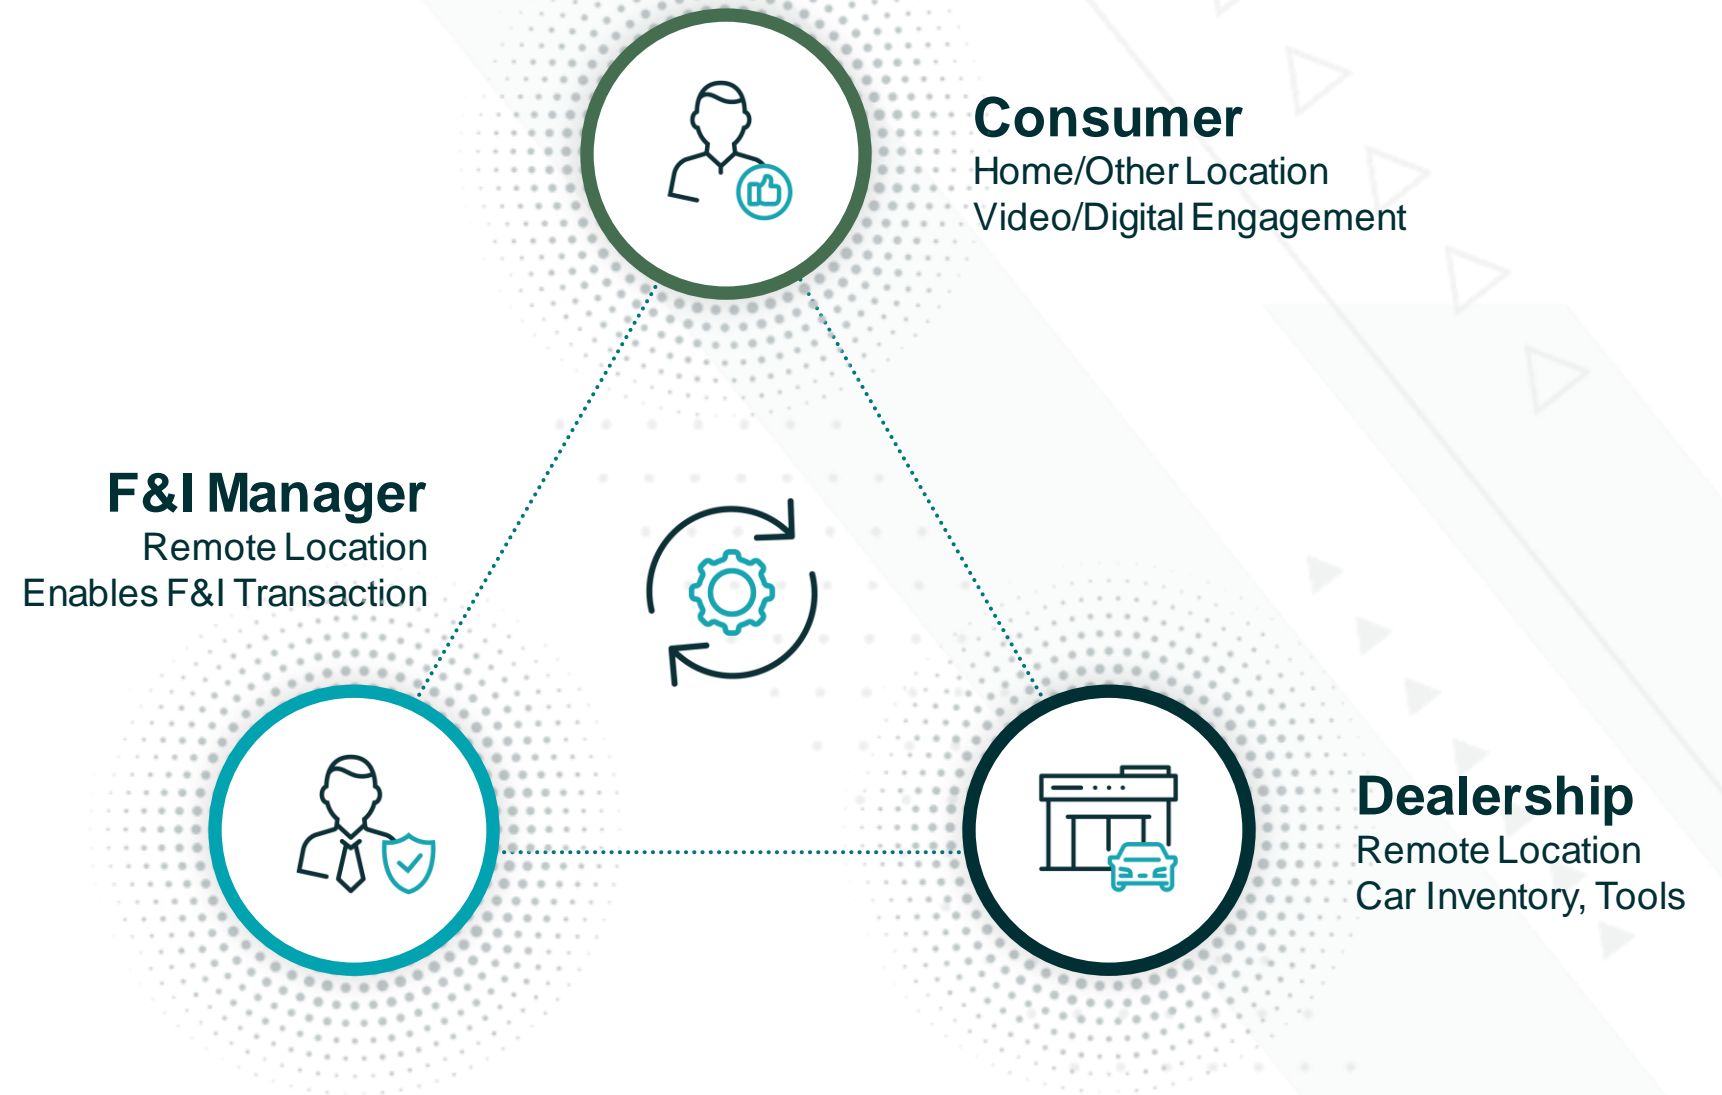 Consumer
Home/Other Location
Video/Digital Engagement
F&I Manager
Remote Location
Enables F&I Transaction
Dealership
Remote Location
Car Inventory, Tools